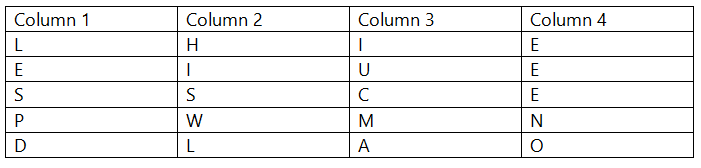 Column 1 Column 2 Column 3 Column 4
L H I E
E I U E
S S C E
P W M N
D L A O